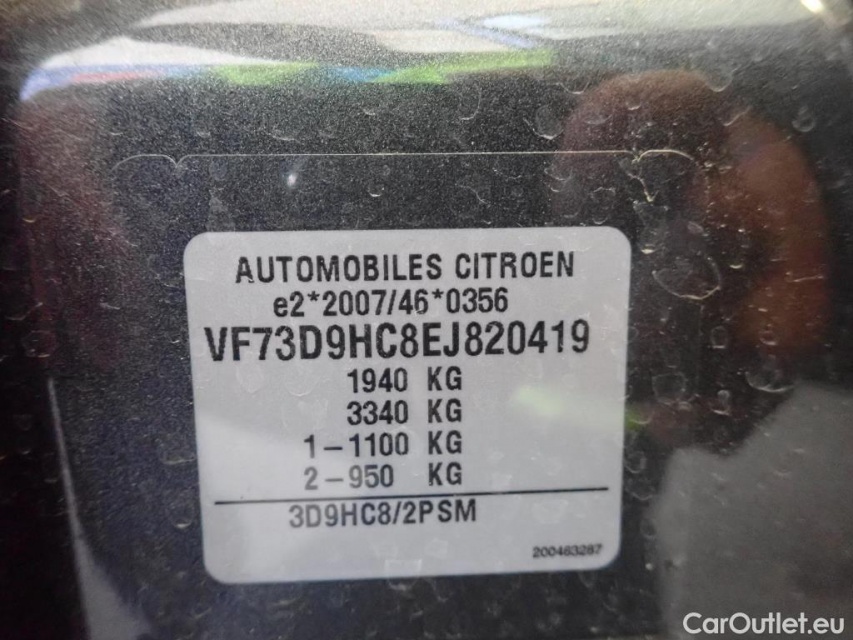 AUTOMOBILES CITROEN
e2*2007/46*0356
VF73D9HC8EJ820419
1940 KG
3340 KG
1-1100 KG
2-950 KG
3D9HC8/2PSM
200463287
CarOutlet.eu